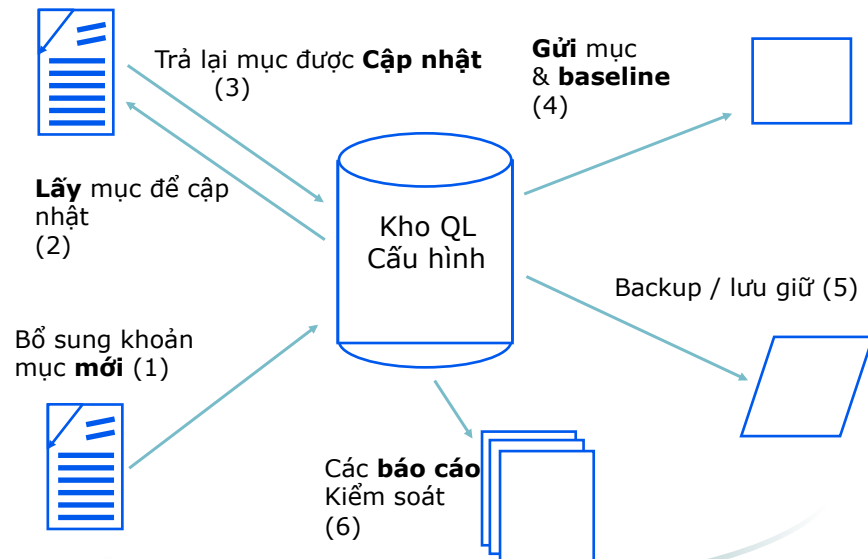 Trả lại mục được Cập nhật
(3)
Gửi mục
& baseline
(4)
Lấy mục để cập
nhật
(2)
Kho QL
Cấu hình
Backup / lưu giữ (5)
Bổ sung khoản
mục mới (1)
Các báo cáo
Kiểm soát
(6)